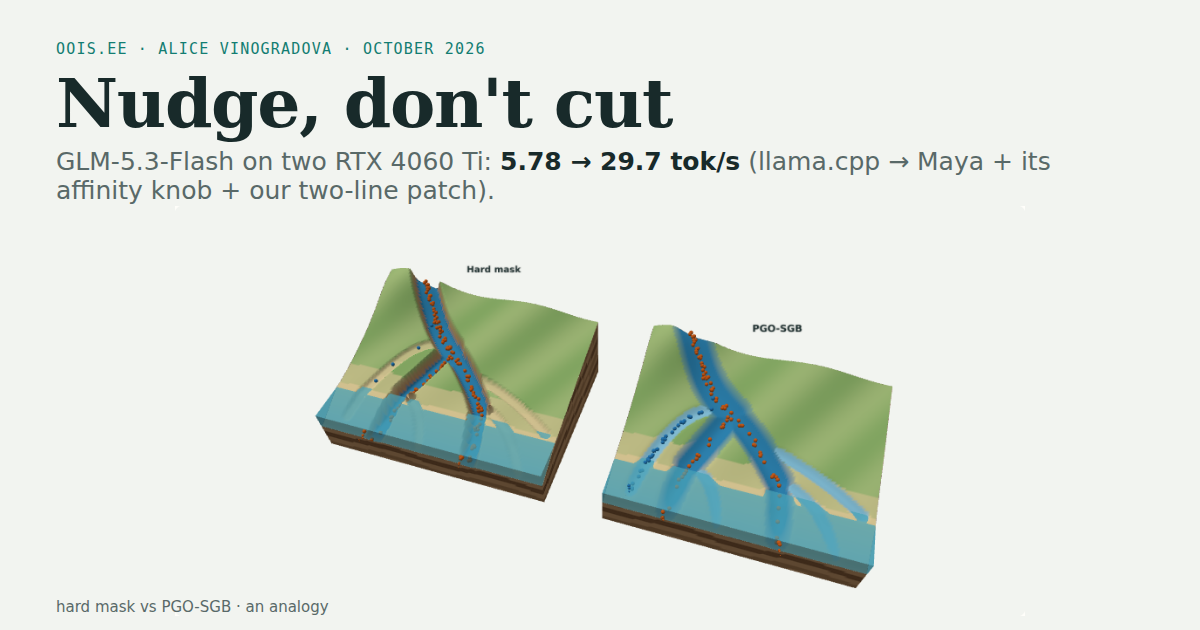 OOIS.EE · ALICE VINOGRADOVA · OCTOBER 2026
Nudge, don't cut
GLM-5.3-Flash on two RTX 4060 Ti: 5.78 → 29.7 tok/s (llama.cpp → Maya + its
affinity knob + our two-line patch).
Hard mask
PGO-SGB
hard mask vs PGO-SGB · an analogy